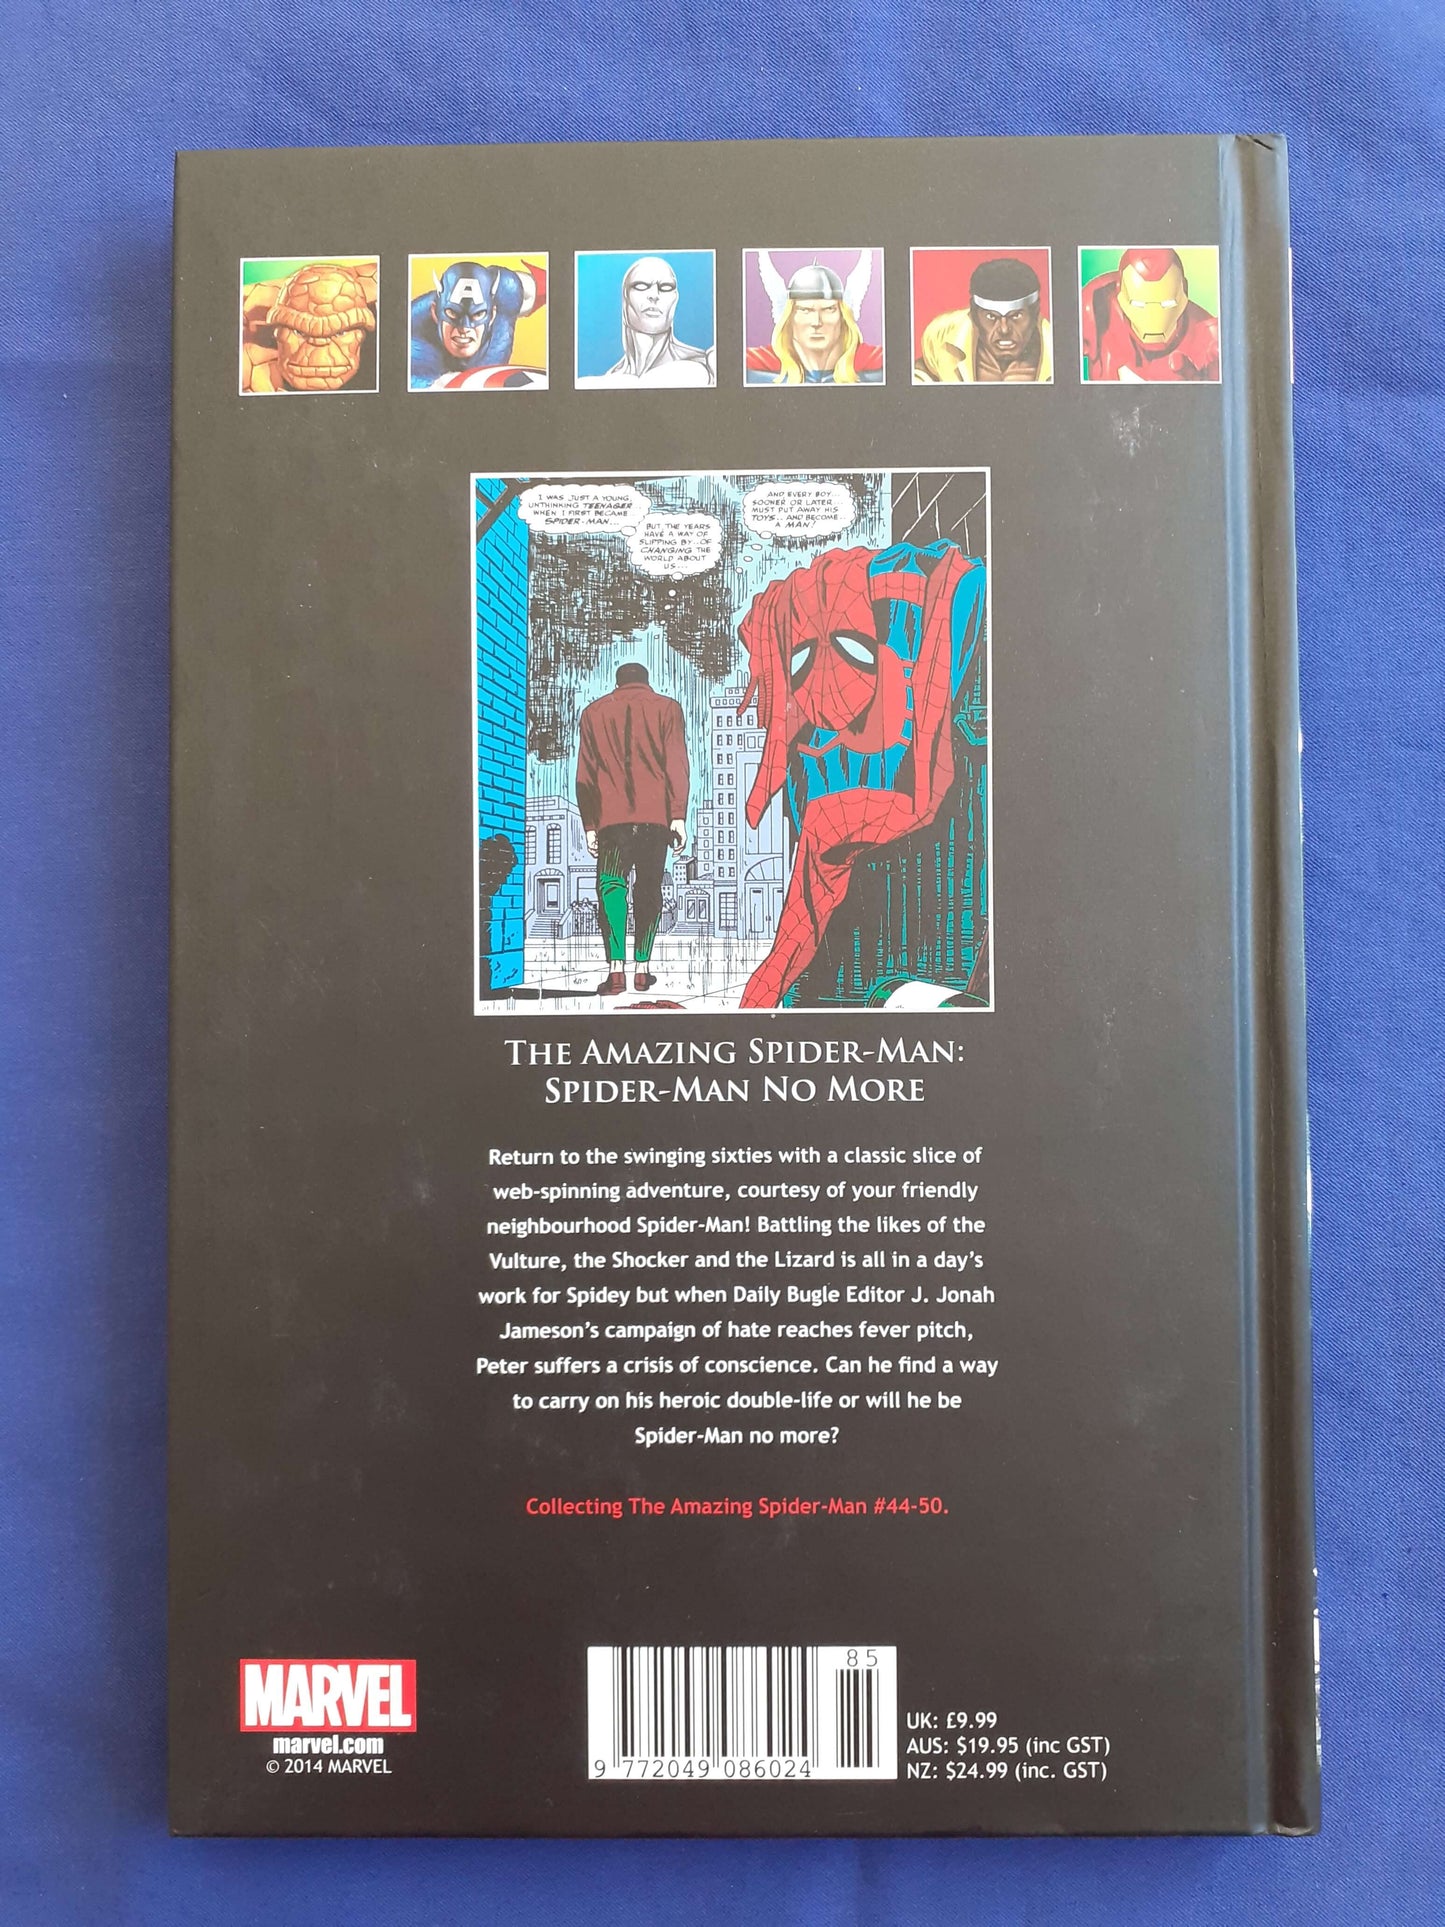 I WAS JUST A YOUNG,
UNTHINKING TEENAGER
WHEN I FIRST BECAME
SPIDER-MAN...
BUT THE YEARS
HAVE A WAY OF
SLIPPING BY...OF
CHANGING THE
WORLD ABOUT
US...
AND EVERY BOY...
SOONER OR LATER...
MUST PUT AWAY HIS
TOYS...AND BECOME...
A MAN!
THE AMAZING SPIDER-MAN:
SPIDER-MAN NO MORE
Return to the swinging sixties with a classic slice of
web-spinning adventure, courtesy of your friendly
neighbourhood Spider-Man! Battling the likes of the
Vulture, the Shocker and the Lizard is all in a day's
work for Spidey but when Daily Bugle Editor J. Jonah
Jameson's campaign of hate reaches fever pitch,
Peter suffers a crisis of conscience. Can he find a way
to carry on his heroic double-life or will he be
Spider-Man no more?
Collecting The Amazing Spider-Man #44-50.
MARVEL
marvel.com
© 2014 MARVEL
85
9 772049 086024
UK: £9.99
AUS: $19.95 (inc GST)
NZ: $24.99 (inc. GST)